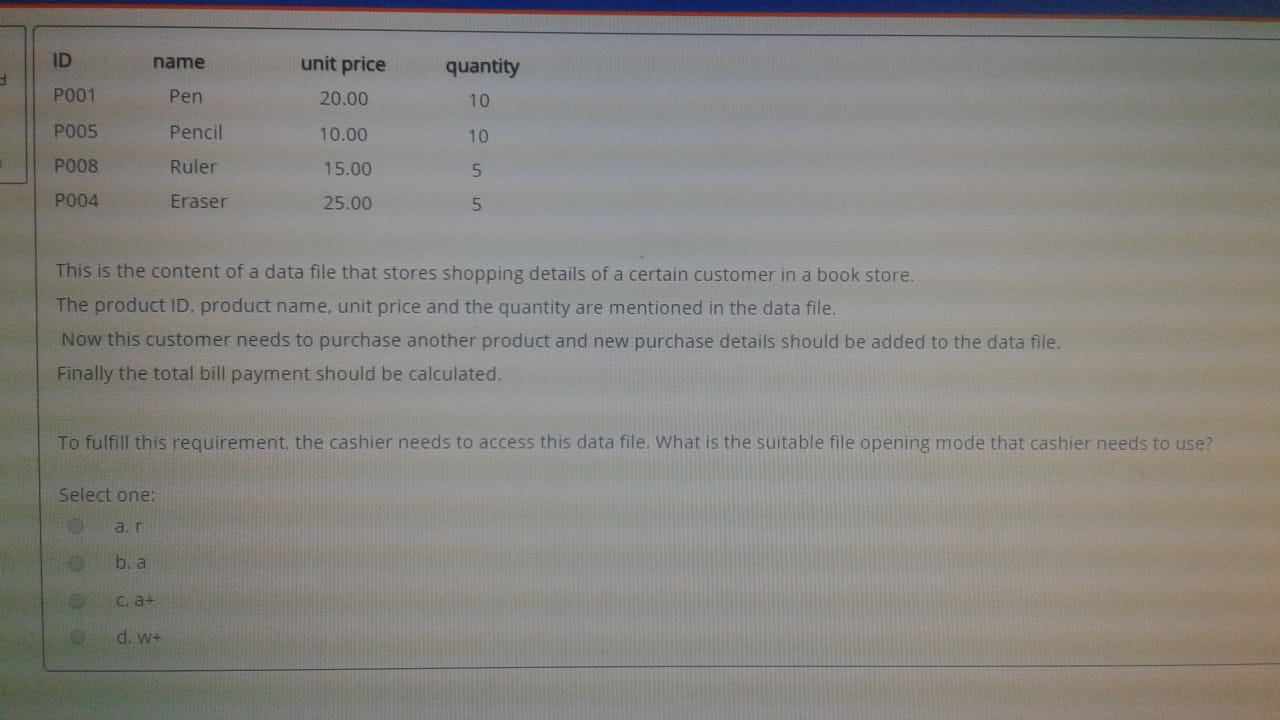 ID name unit price quantity
P001 Pen 20.00 10
P005 Pencil 10.00 10
P008 Ruler 15.00 5
P004 Eraser 25.00 5
This is the content of a data file that stores shopping details of a certain customer in a book store.
The product ID, product name, unit price and the quantity are mentioned in the data file.
Now this customer needs to purchase another product and new purchase details should be added to the data file.
Finally the total bill payment should be calculated.
To fulfill this requirement, the cashier needs to access this data file. What is the suitable file opening mode that cashier needs to use?
Select one:
a. r
b. a
c. a+
d. w+